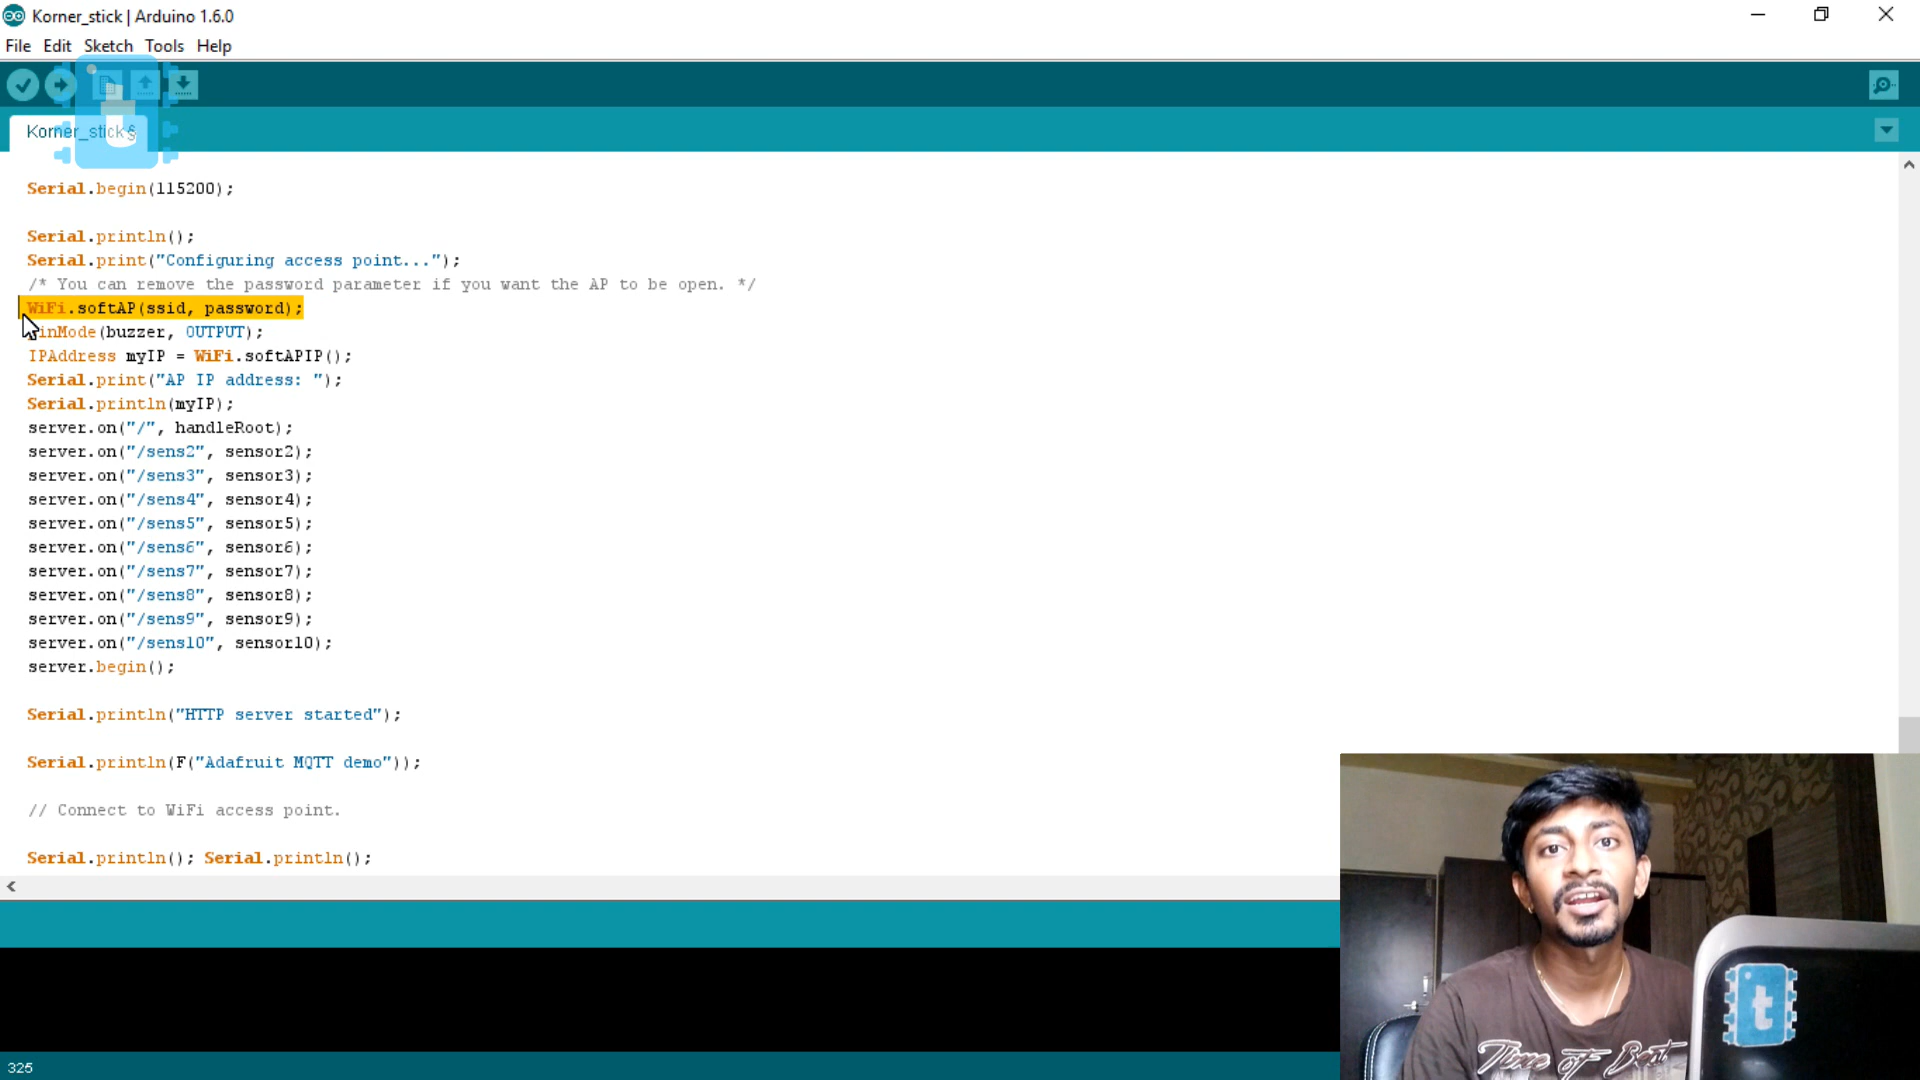 Korner_stick | Arduino 1.6.0
File Edit Sketch Tools Help
Korner_stick§
Serial.begin(115200);
Serial.println();
Serial.print("Configuring access point...");
/* You can remove the password parameter if you want the AP to be open. */
WiFi.softAP(ssid, password);
inMode(buzzer, OUTPUT);
IPAddress myIP = WiFi.softAPIP();
Serial.print("AP IP address: ");
Serial.println(myIP);
server.on("/", handleRoot);
server.on("/sens2", sensor2);
server.on("/sens3", sensor3);
server.on("/sens4", sensor4);
server.on("/sens5", sensor5);
server.on("/sens6", sensor6);
server.on("/sens7", sensor7);
server.on("/sens8", sensor8);
server.on("/sens9", sensor9);
server.on("/sens10", sensor10);
server.begin();
Serial.println("HTTP server started");
Serial.println(F("Adafruit MQTT demo"));
// Connect to WiFi access point.
Serial.println(); Serial.println();
325
t
Time of Best